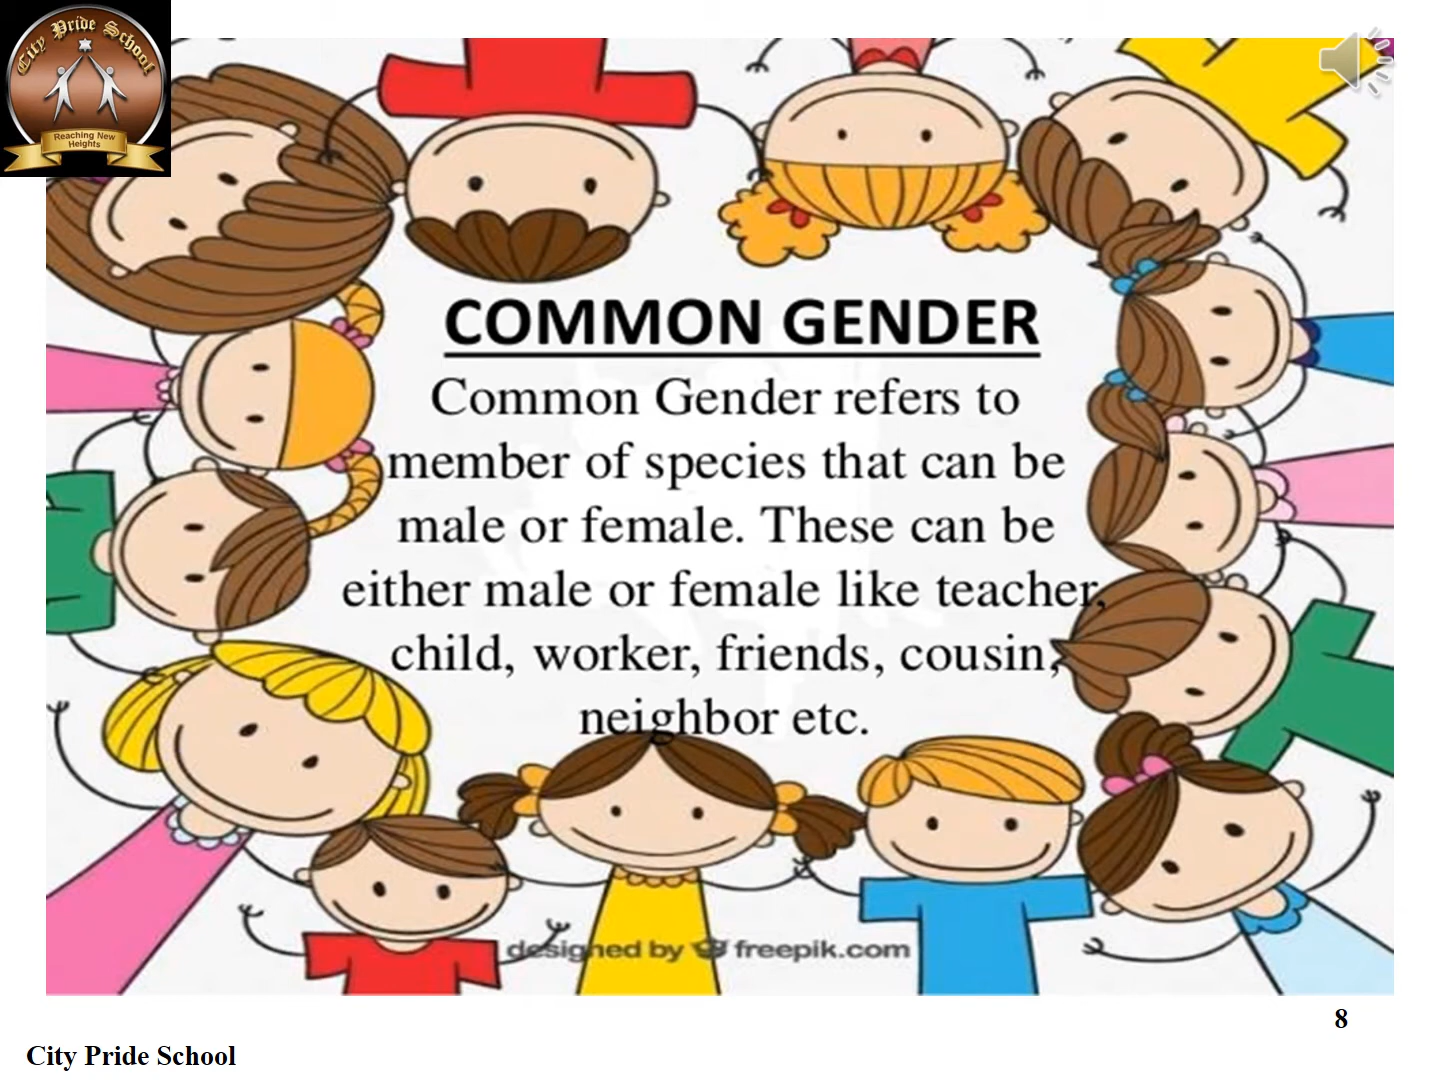 City Pride School
Reaching New
Heights
COMMON GENDER
Common Gender refers to
member of species that can be
male or female. These can be
either male or female like teacher,
child, worker, friends, cousin,
neighbor etc.
designed by freepik.com
8
City Pride School